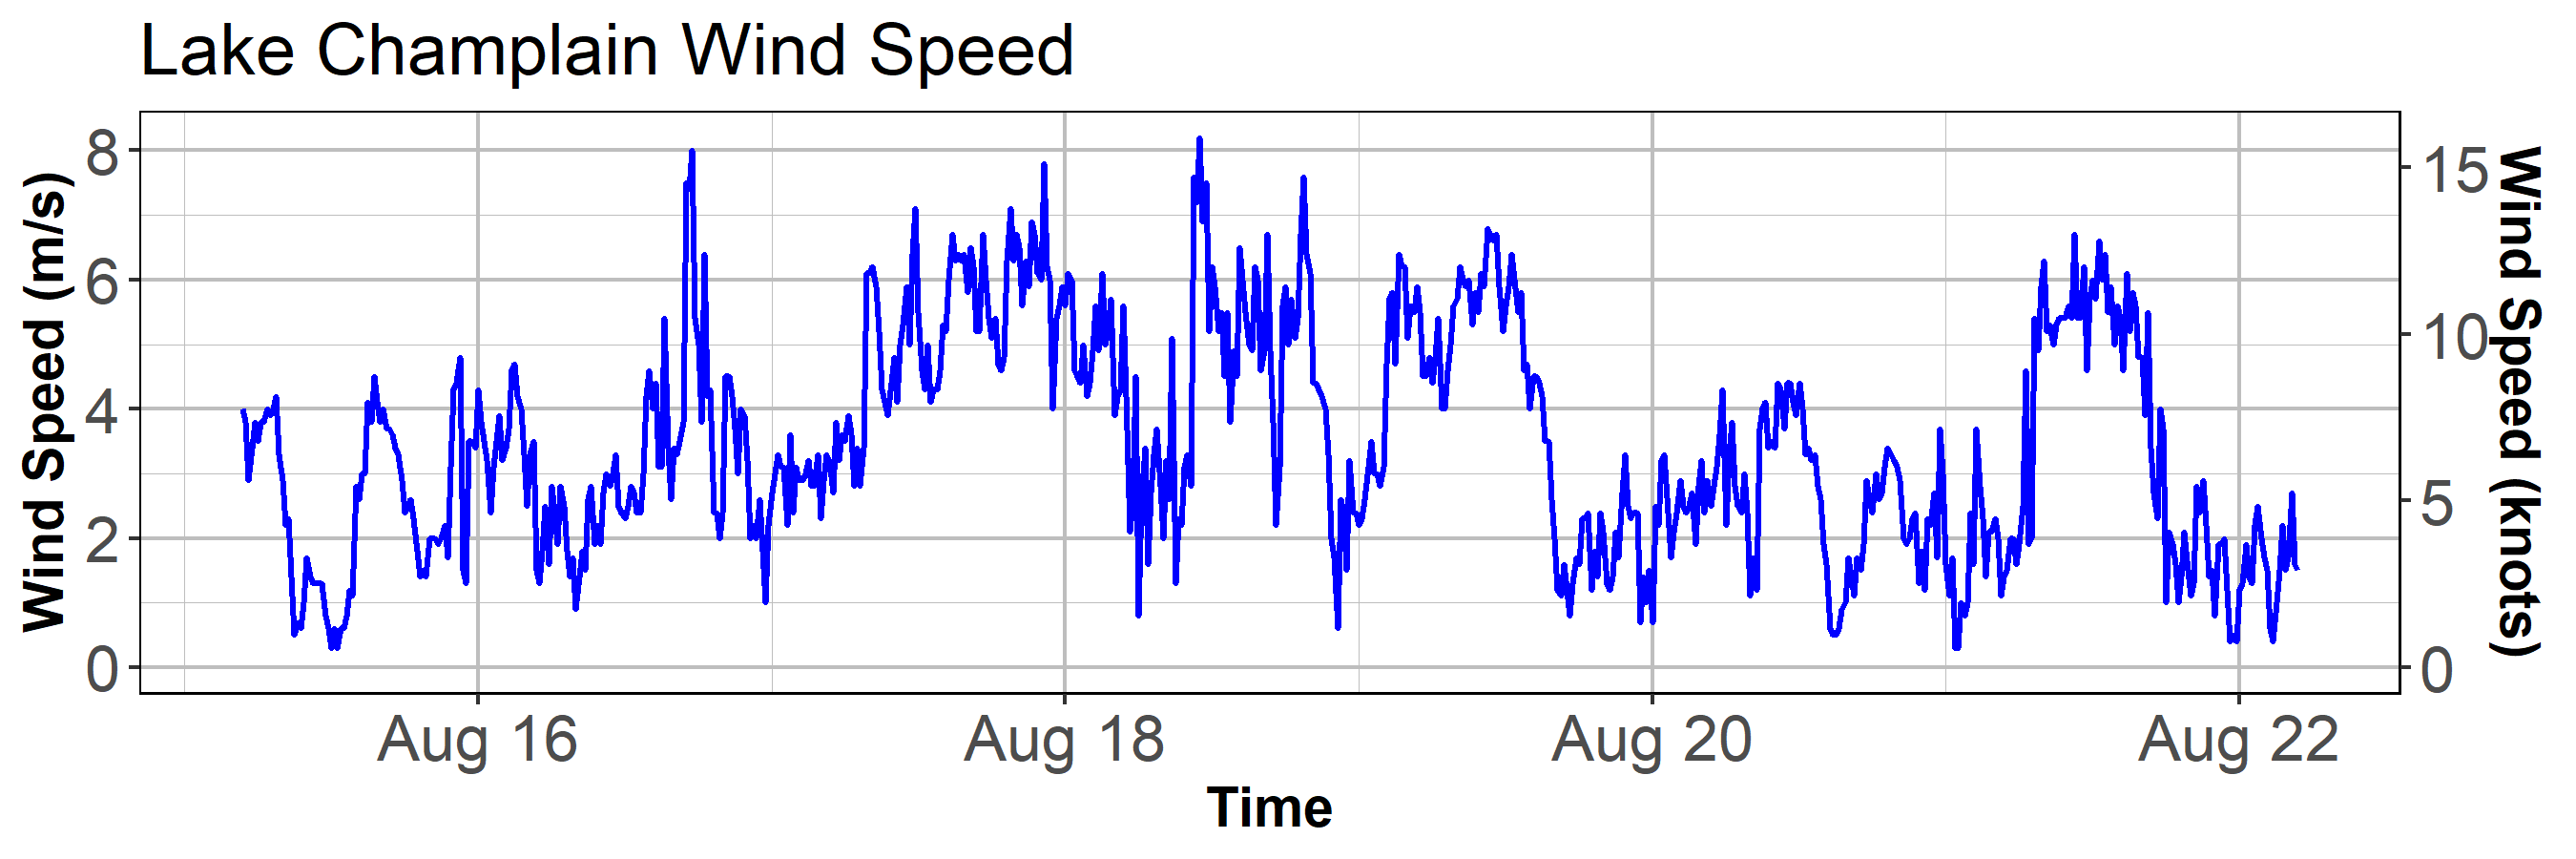 Lake Champlain Wind Speed
Wind Speed (m/s)
8
6
4
2
0
15
10
5
0
Wind Speed (knots)
Aug 16
Aug 18
Aug 20
Aug 22
Time